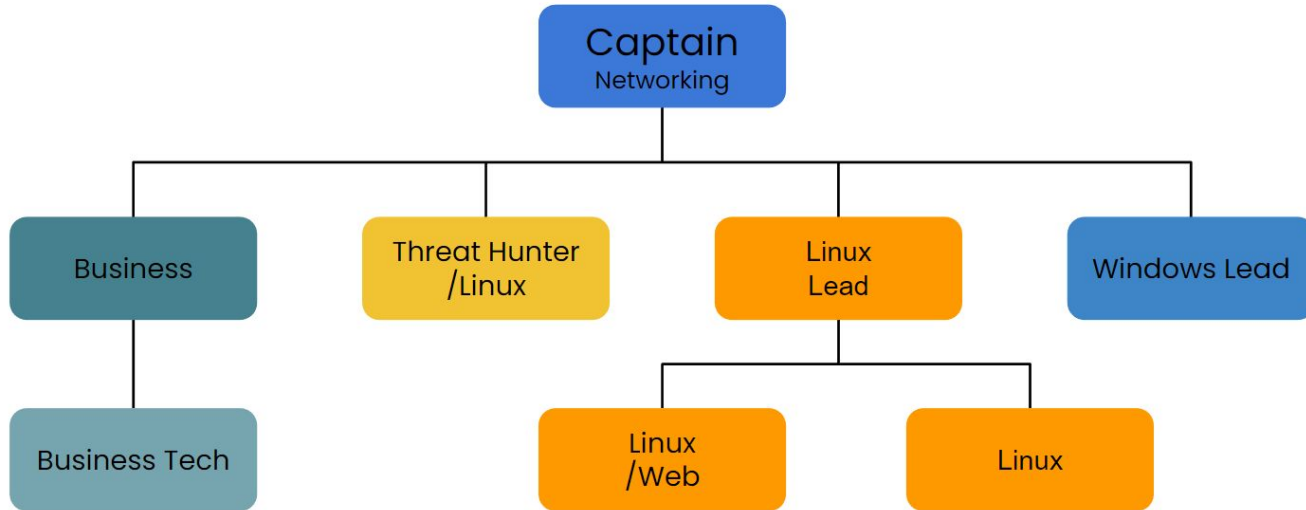 Captain
Networking
Business
Threat Hunter
/Linux
Linux
Lead
Windows Lead
Business Tech
Linux
/Web
Linux